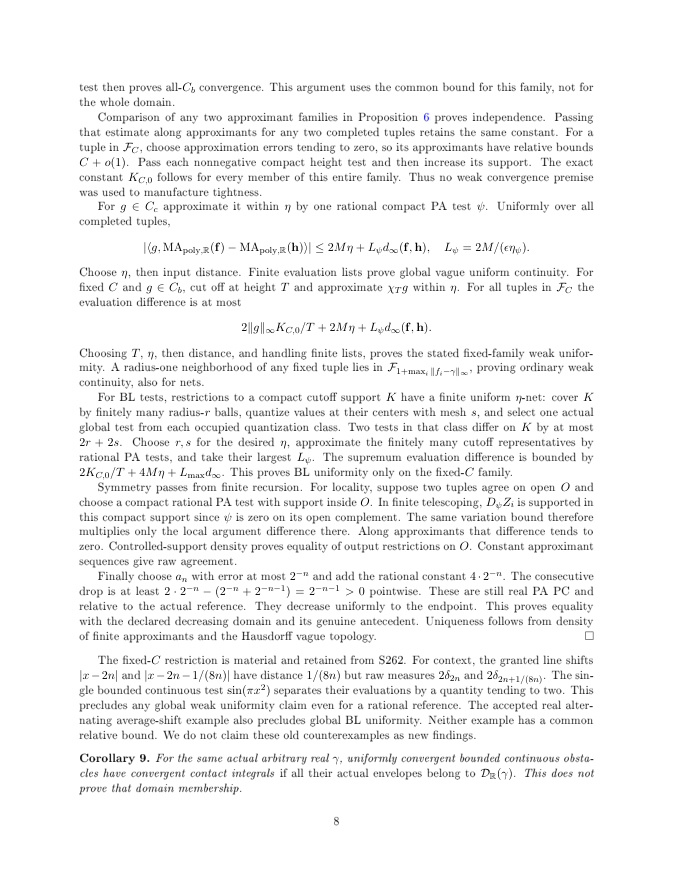 test then proves all-C_b convergence. This argument uses the common bound for this family, not for
the whole domain.
Comparison of any two approximant families in Proposition 6 proves independence. Passing
that estimate along approximants for any two completed tuples retains the same constant. For a
tuple in 𝓕_C, choose approximation errors tending to zero, so its approximants have relative bounds
C + o(1). Pass each nonnegative compact height test and then increase its support. The exact
constant K_{C,0} follows for every member of this entire family. Thus no weak convergence premise
was used to manufacture tightness.
For g ∈ C_c approximate it within η by one rational compact PA test ψ. Uniformly over all
completed tuples,
|⟨g, MA_{poly,ℝ}(f) − MA_{poly,ℝ}(h)⟩| ≤ 2Mη + L_ψ d_∞(f, h), L_ψ = 2M/(ϵη_ψ).
Choose η, then input distance. Finite evaluation lists prove global vague uniform continuity. For
fixed C and g ∈ C_b, cut off at height T and approximate χ_T g within η. For all tuples in 𝓕_C the
evaluation difference is at most
2‖g‖_∞ K_{C,0}/T + 2Mη + L_ψ d_∞(f, h).
Choosing T, η, then distance, and handling finite lists, proves the stated fixed-family weak unifor-
mity. A radius-one neighborhood of any fixed tuple lies in 𝓕_{1+max_i ‖f_i−γ‖_∞}, proving ordinary weak
continuity, also for nets.
For BL tests, restrictions to a compact cutoff support K have a finite uniform η-net: cover K
by finitely many radius-r balls, quantize values at their centers with mesh s, and select one actual
global test from each occupied quantization class. Two tests in that class differ on K by at most
2r + 2s. Choose r, s for the desired η, approximate the finitely many cutoff representatives by
rational PA tests, and take their largest L_ψ. The supremum evaluation difference is bounded by
2K_{C,0}/T + 4Mη + L_max d_∞. This proves BL uniformity only on the fixed-C family.
Symmetry passes from finite recursion. For locality, suppose two tuples agree on open O and
choose a compact rational PA test with support inside O. In finite telescoping, D_ψ Z_i is supported in
this compact support since ψ is zero on its open complement. The same variation bound therefore
multiplies only the local argument difference there. Along approximants that difference tends to
zero. Controlled-support density proves equality of output restrictions on O. Constant approximant
sequences give raw agreement.
Finally choose a_n with error at most 2^{−n} and add the rational constant 4 · 2^{−n}. The consecutive
drop is at least 2 · 2^{−n} − (2^{−n} + 2^{−n−1}) = 2^{−n−1} > 0 pointwise. These are still real PA PC and
relative to the actual reference. They decrease uniformly to the endpoint. This proves equality
with the declared decreasing domain and its genuine antecedent. Uniqueness follows from density
of finite approximants and the Hausdorff vague topology. □
The fixed-C restriction is material and retained from S262. For context, the granted line shifts
|x−2n| and |x−2n−1/(8n)| have distance 1/(8n) but raw measures 2δ_{2n} and 2δ_{2n+1/(8n)}. The sin-
gle bounded continuous test sin(πx²) separates their evaluations by a quantity tending to two. This
precludes any global weak uniformity claim even for a rational reference. The accepted real alter-
nating average-shift example also precludes global BL uniformity. Neither example has a common
relative bound. We do not claim these old counterexamples as new findings.
Corollary 9. For the same actual arbitrary real γ, uniformly convergent bounded continuous obsta-
cles have convergent contact integrals if all their actual envelopes belong to 𝒟_ℝ(γ). This does not
prove that domain membership.
8